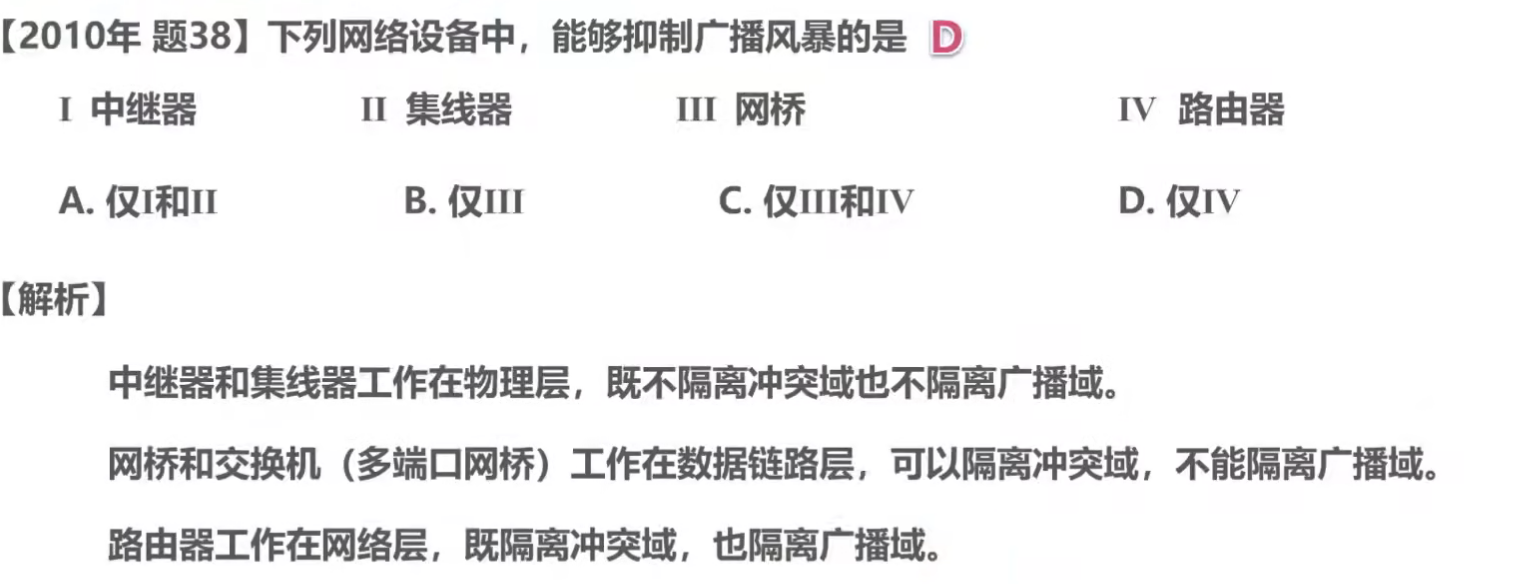 【2010年 题38】下列网络设备中，能够抑制广播风暴的是 D
I 中继器 II 集线器 III 网桥 IV 路由器
A. 仅I和II B. 仅III C. 仅III和IV D. 仅IV
【解析】
中继器和集线器工作在物理层，既不隔离冲突域也不隔离广播域。
网桥和交换机（多端口网桥）工作在数据链路层，可以隔离冲突域，不能隔离广播域。
路由器工作在网络层，既隔离冲突域，也隔离广播域。